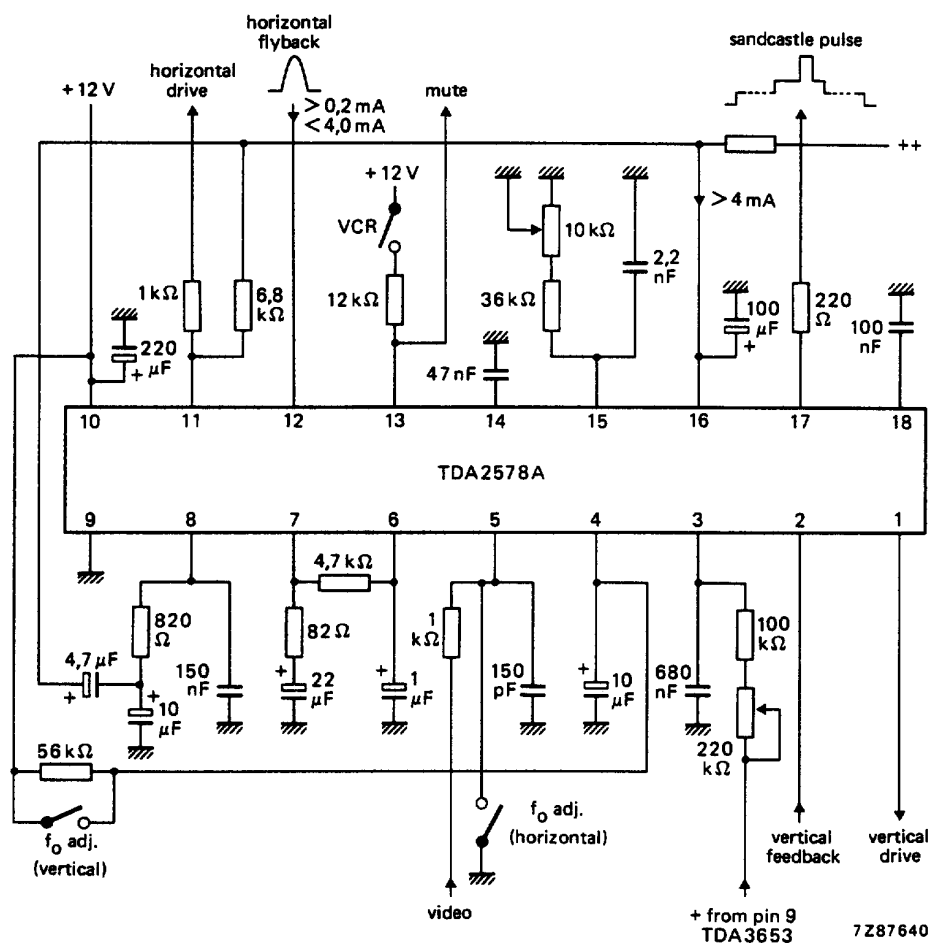 horizontal
flyback
horizontal
drive
sandcastle pulse
+ 12 V
> 0,2 mA
< 4,0 mA
mute
++
+ 12 V
VCR
> 4 mA
10 kΩ
2,2
nF
1 kΩ
6,8
kΩ
12 kΩ
36 kΩ
100
µF
+
220
Ω
100
nF
220
µF
+
47 nF
10
11
12
13
14
15
16
17
18
TDA2578A
9
8
7
6
5
4
3
2
1
4,7 kΩ
820
Ω
82 Ω
1
kΩ
100
kΩ
4,7 µF
+
+
10
µF
150
nF
+
22
µF
+
1
µF
150
pF
+
10
µF
680
nF
220
kΩ
56 kΩ
fo adj.
(vertical)
fo adj.
(horizontal)
vertical
feedback
vertical
drive
video
+ from pin 9
TDA3653
7Z87640